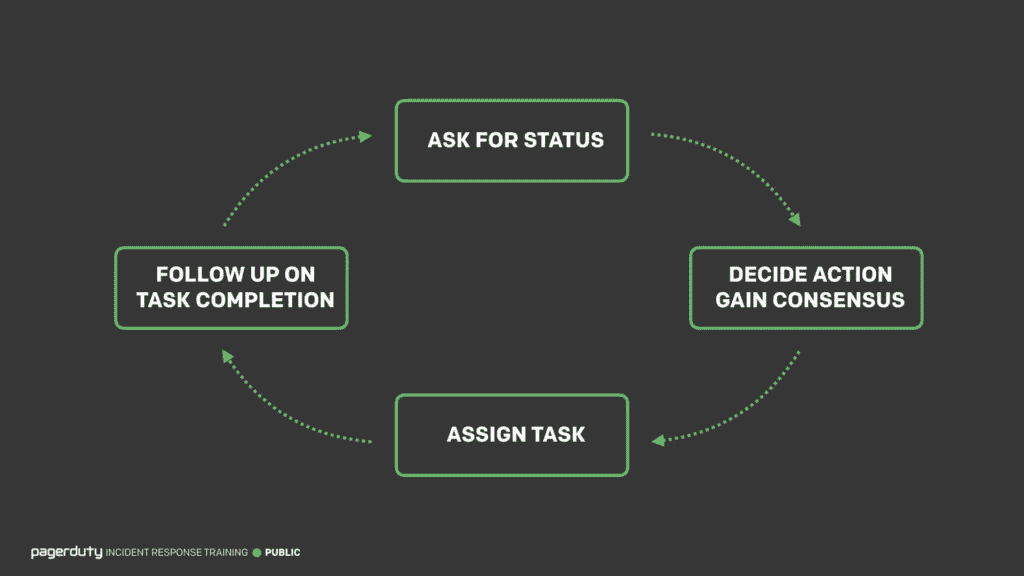 ASK FOR STATUS
DECIDE ACTION
GAIN CONSENSUS
ASSIGN TASK
FOLLOW UP ON
TASK COMPLETION
pagerduty INCIDENT RESPONSE TRAINING PUBLIC